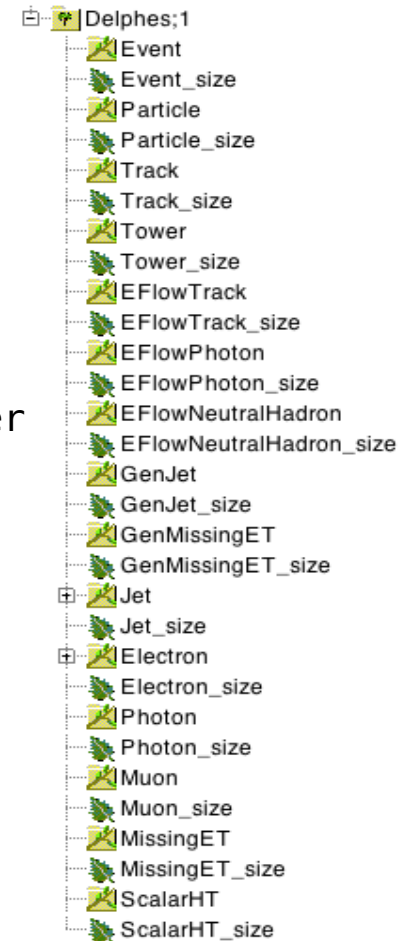 Delphes;1
Event
Event_size
Particle
Particle_size
Track
Track_size
Tower
Tower_size
EFlowTrack
EFlowTrack_size
EFlowPhoton
EFlowPhoton_size
er
EFlowNeutralHadron
EFlowNeutralHadron_size
GenJet
GenJet_size
GenMissingET
GenMissingET_size
Jet
Jet_size
Electron
Electron_size
Photon
Photon_size
Muon
Muon_size
MissingET
MissingET_size
ScalarHT
ScalarHT_size